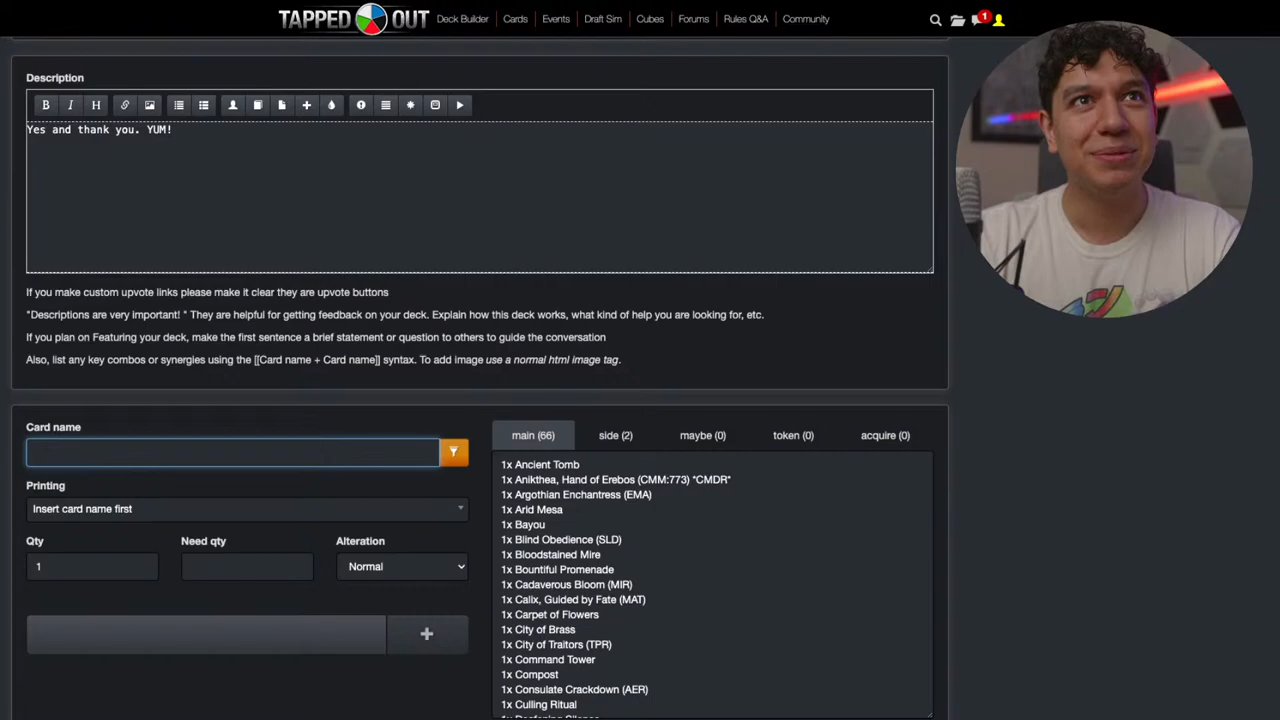 TAPPED OUT
Deck Builder Cards Events Draft Sim Cubes Forums Rules Q&A Community
1
Description
B I H
Yes and thank you. YUM!
If you make custom upvote links please make it clear they are upvote buttons
"Descriptions are very important! " They are helpful for getting feedback on your deck. Explain how this deck works, what kind of help you are looking for, etc.
If you plan on Featuring your deck, make the first sentence a brief statement or question to others to guide the conversation
Also, list any key combos or synergies using the [[Card name + Card name]] syntax. To add image use a normal html image tag.
Card name
Printing
Insert card name first
Qty Need qty Alteration
1 Normal
main (66) side (2) maybe (0) token (0) acquire (0)
1x Ancient Tomb
1x Anikthea, Hand of Erebos (CMM:773) *CMDR*
1x Argothian Enchantress (EMA)
1x Arid Mesa
1x Bayou
1x Blind Obedience (SLD)
1x Bloodstained Mire
1x Bountiful Promenade
1x Cadaverous Bloom (MIR)
1x Calix, Guided by Fate (MAT)
1x Carpet of Flowers
1x City of Brass
1x City of Traitors (TPR)
1x Command Tower
1x Compost
1x Consulate Crackdown (AER)
1x Culling Ritual